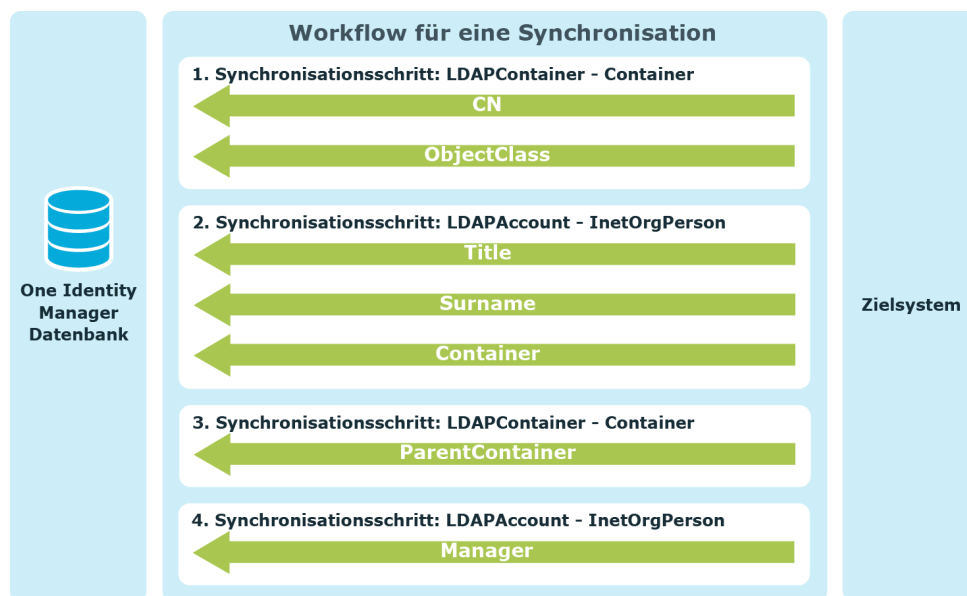 Workflow für eine Synchronisation
1. Synchronisationsschritt: LDAPContainer - Container
CN
ObjectClass
2. Synchronisationsschritt: LDAPAccount - InetOrgPerson
Title
Surname
Container
3. Synchronisationsschritt: LDAPContainer - Container
ParentContainer
4. Synchronisationsschritt: LDAPAccount - InetOrgPerson
Manager
One Identity
Manager
Datenbank
Zielsystem